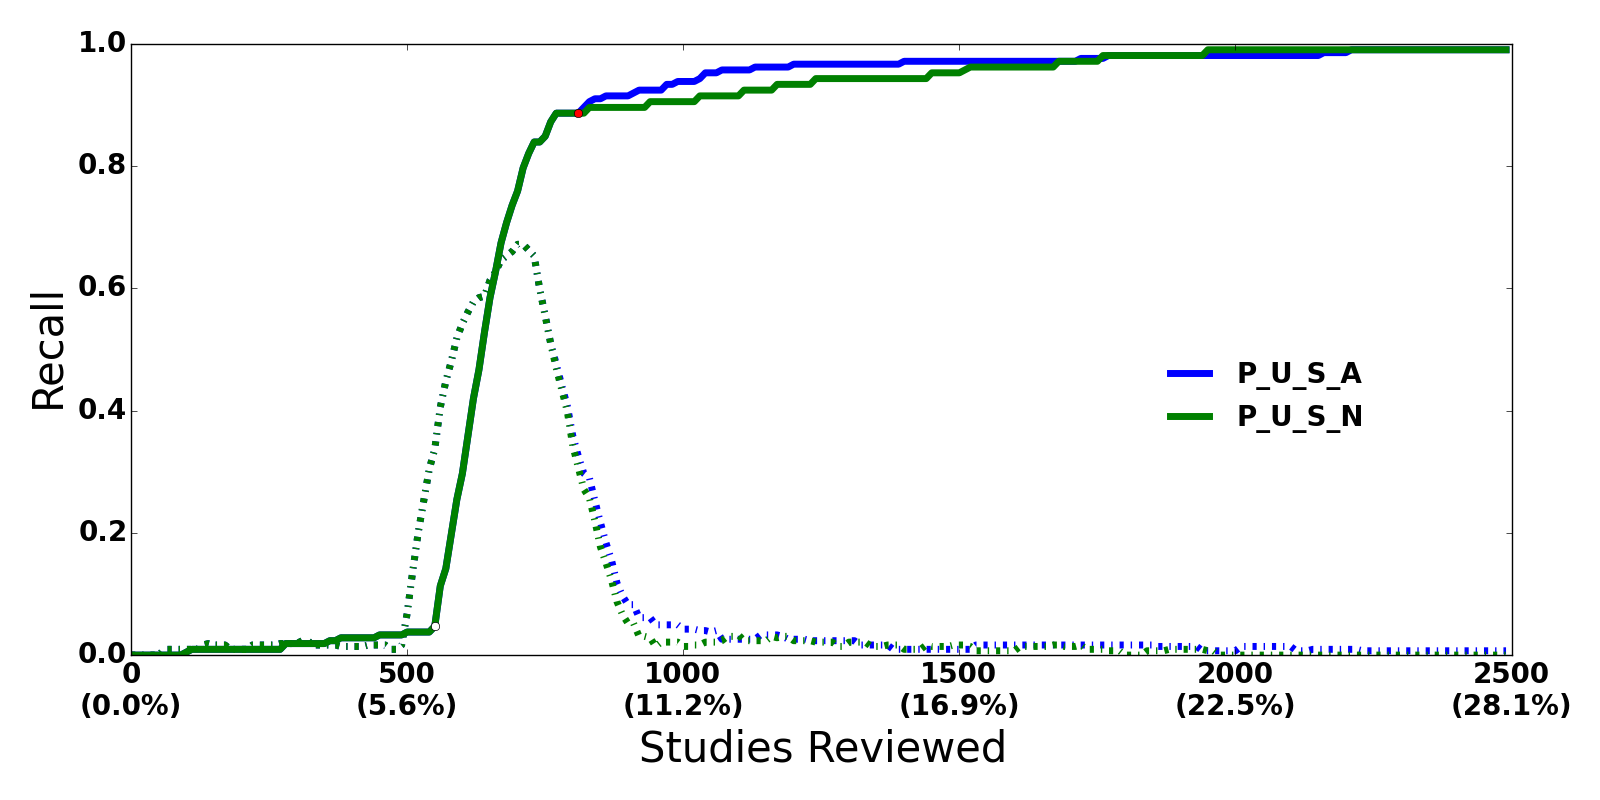 1.0
0.8
0.6
0.4
0.2
0.0
Recall
P_U_S_A
P_U_S_N
0 500 1000 1500 2000 2500
(0.0%) (5.6%) (11.2%) (16.9%) (22.5%) (28.1%)
Studies Reviewed